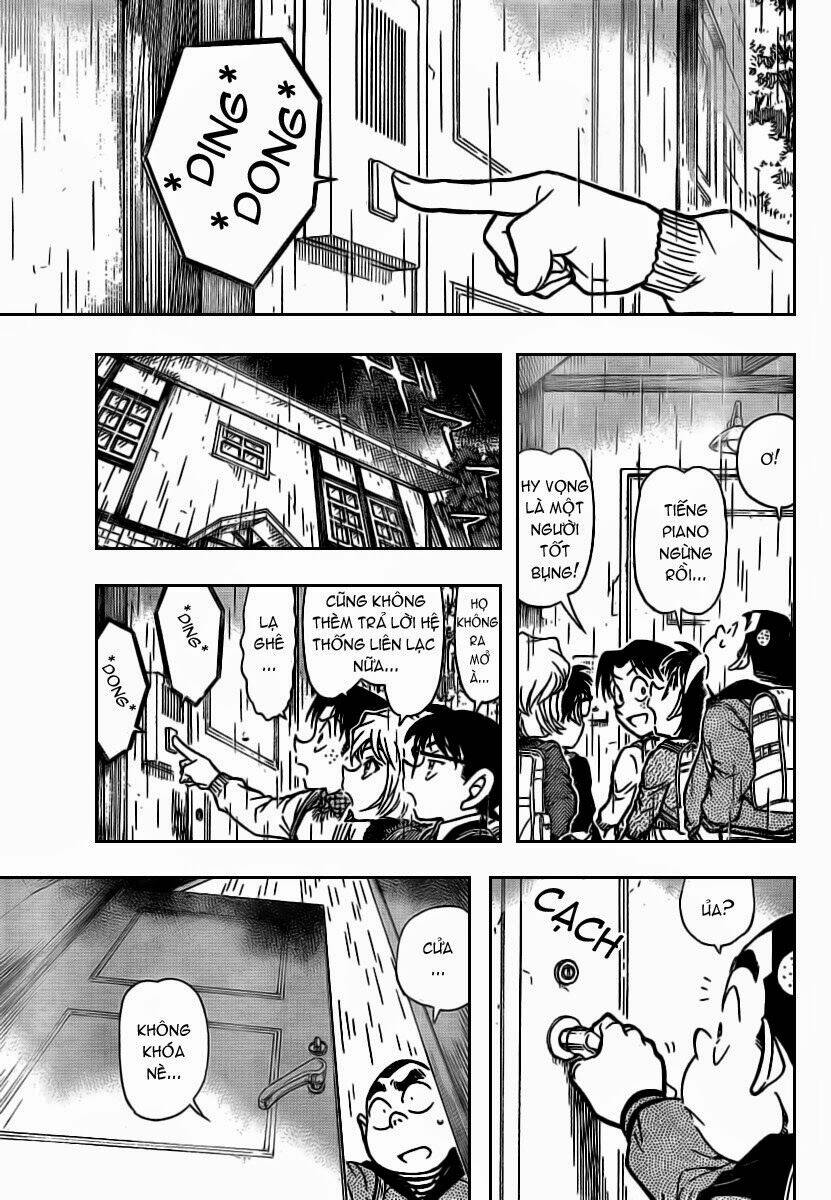 *DING*
*DONG*
Ơ!
TIẾNG
PIANO
NGỪNG
RỒI...
HY VỌNG
LÀ MỘT
NGƯỜI
TỐT
BỤNG!
HỌ
KHÔNG
RA
MỞ
À...
CŨNG KHÔNG
THÈM TRẢ LỜI HỆ
THỐNG LIÊN LẠC
NỮA...
LẠ
GHÊ
...
*DING*
*DONG*
ỦA?
CẠCH
CỬA
...
KHÔNG
KHÓA
NÈ...